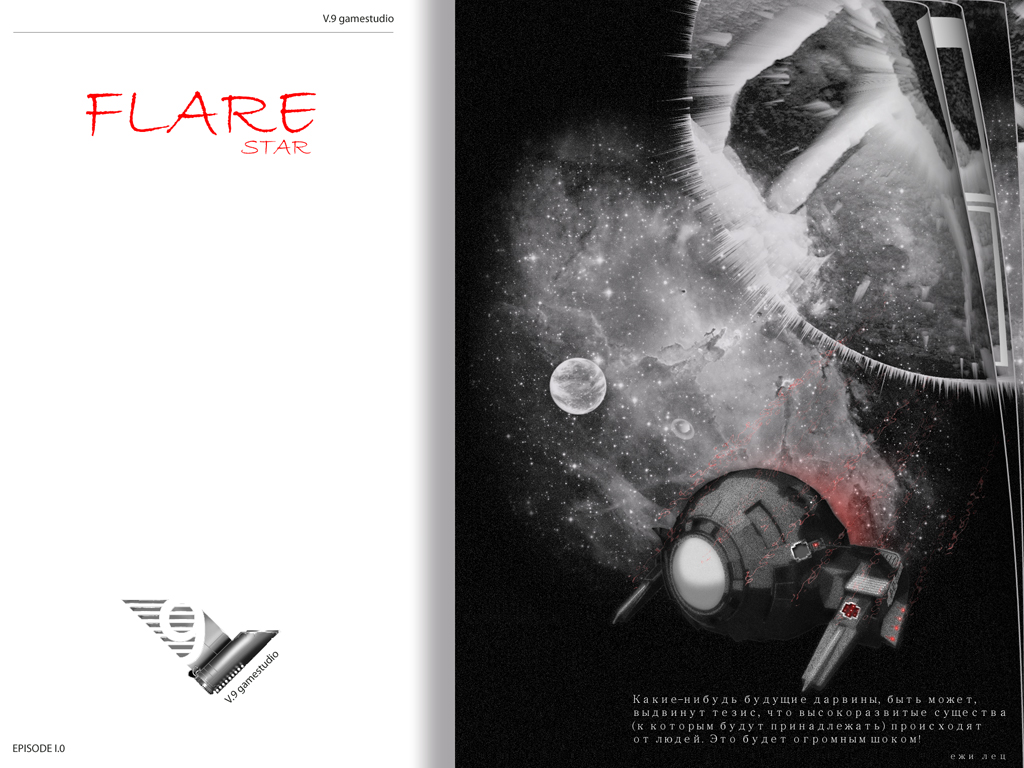 V.9 gamestudio
FLARE
STAR
9
V.9 gamestudio
EPISODE I.0
Какие-нибудь будущие дарвины, быть может,
выдвинут тезис, что высокоразвитые существа
(к которым будут принадлежать) происходят
от людей. Это будет огромным шоком!
ежи лец